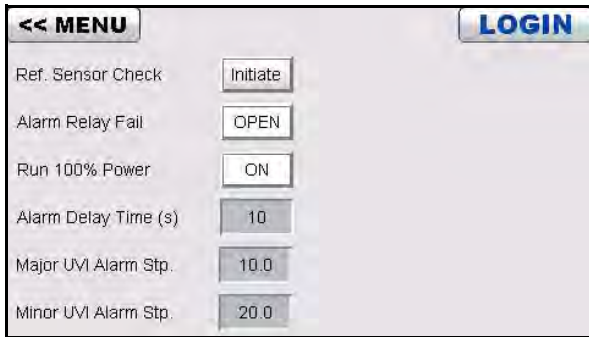 << MENU LOGIN
Ref. Sensor Check Initiate
Alarm Relay Fail OPEN
Run 100% Power ON
Alarm Delay Time (s) 10
Major UVI Alarm Stp. 10.0
Minor UVI Alarm Stp. 20.0